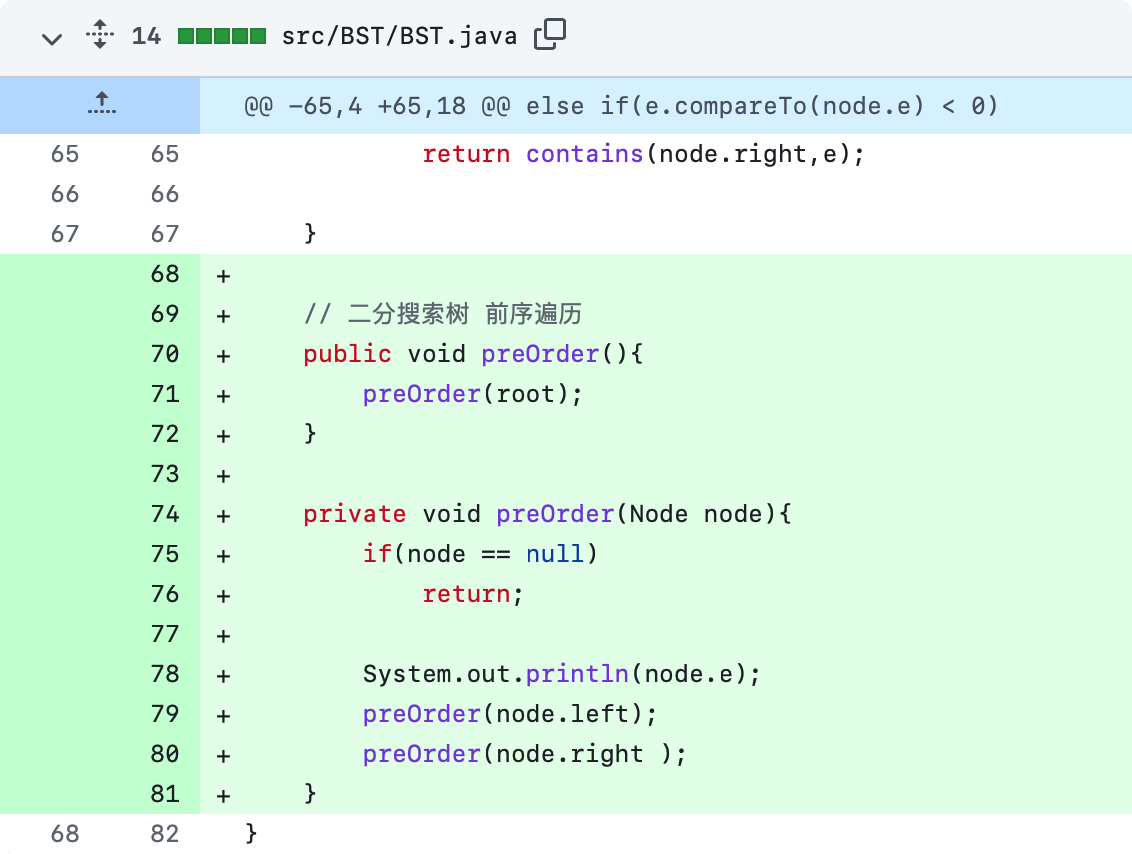 14 src/BST/BST.java
@@ -65,4 +65,18 @@ else if(e.compareTo(node.e) < 0)
65 65             return contains(node.right,e);
66 66
67 67     }
68 +
69 +     // 二分搜索树 前序遍历
70 +     public void preOrder(){
71 +         preOrder(root);
72 +     }
73 +
74 +     private void preOrder(Node node){
75 +         if(node == null)
76 +             return;
77 +
78 +         System.out.println(node.e);
79 +         preOrder(node.left);
80 +         preOrder(node.right );
81 +     }
68 82 }